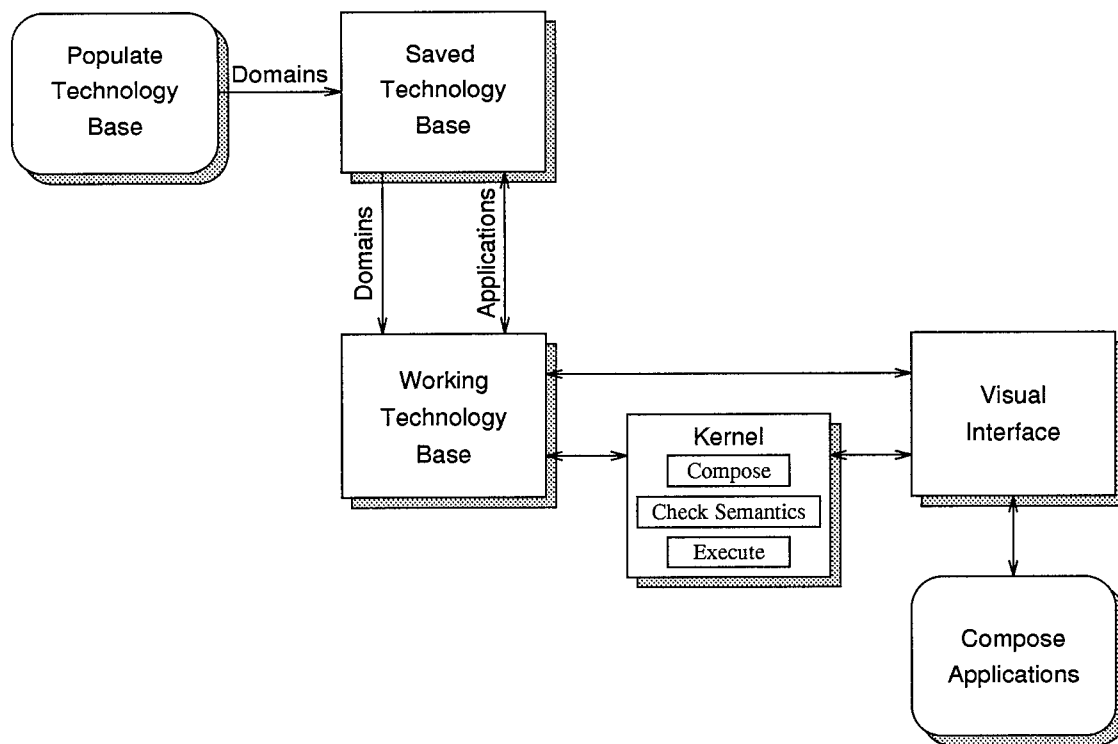 Populate
Technology
Base
Domains
Saved
Technology
Base
Domains
Applications
Working
Technology
Base
Kernel
Compose
Check Semantics
Execute
Visual
Interface
Compose
Applications